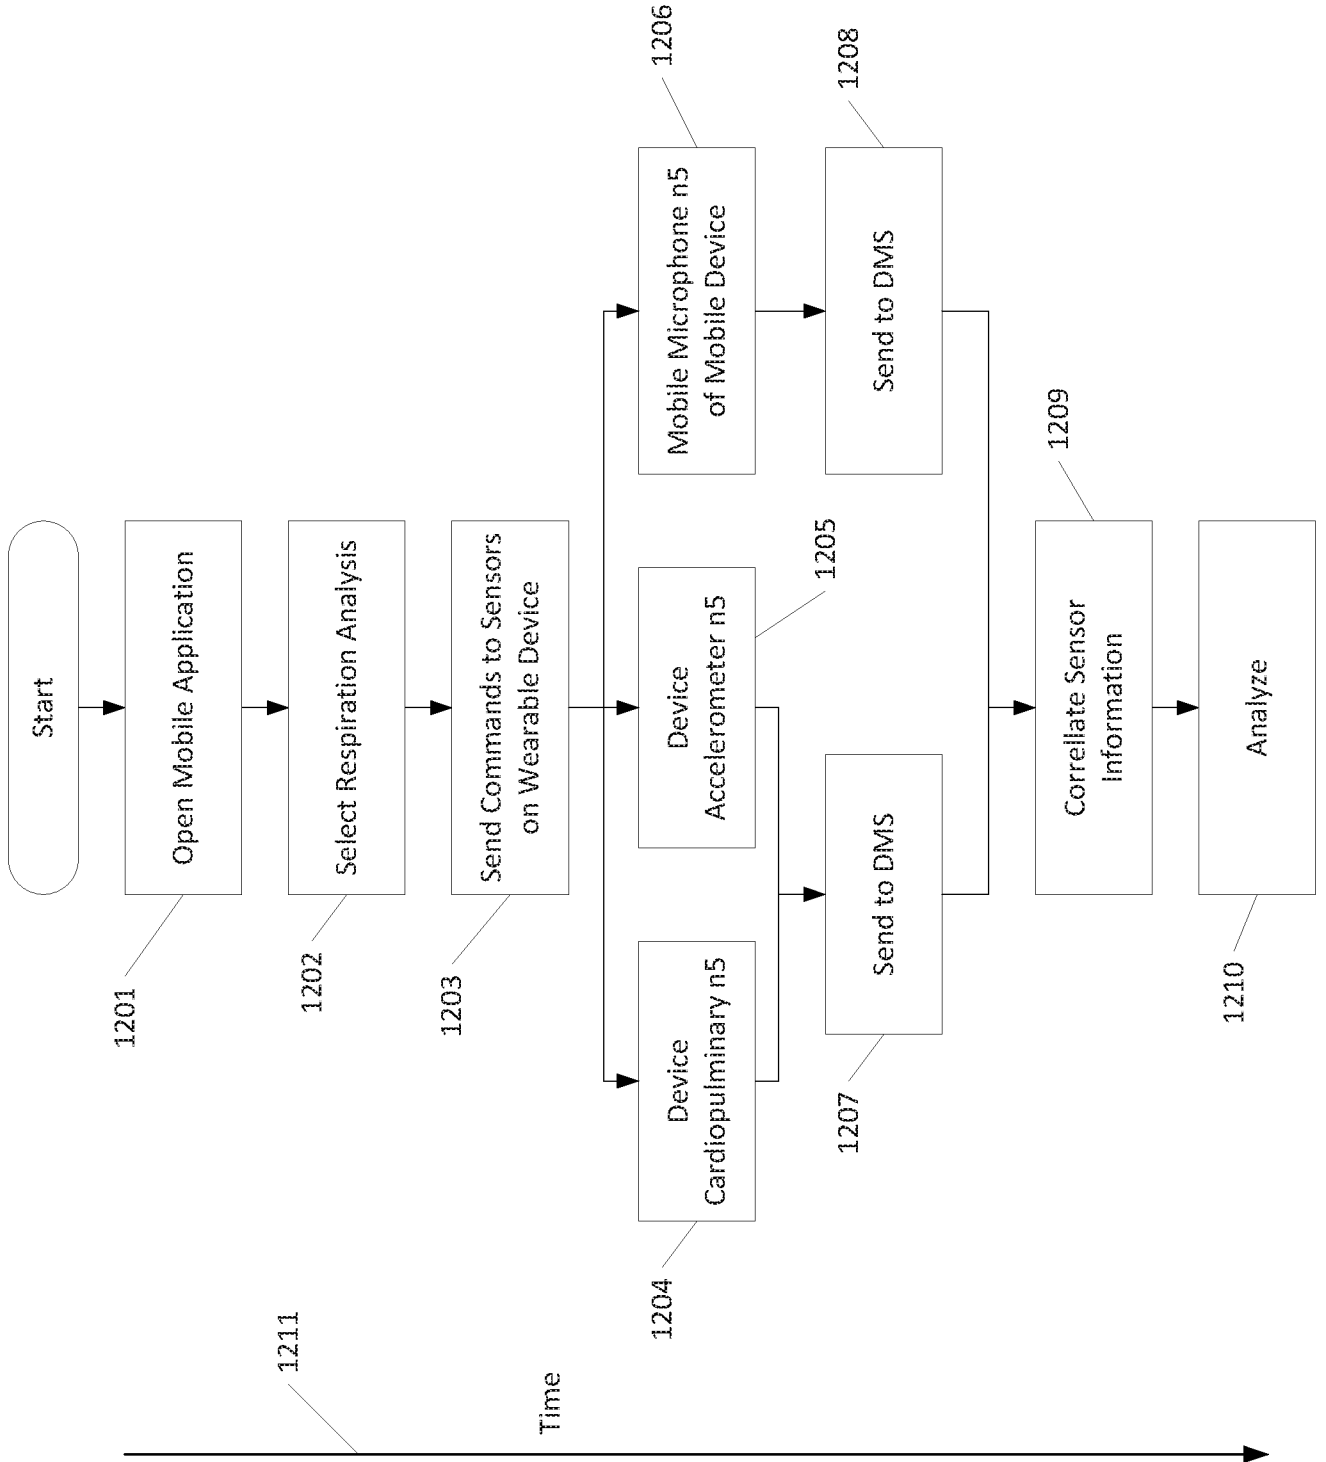 Start
Open Mobile Application
1201
Select Respiration Analysis
1202
Send Commands to Sensors
on Wearable Device
1203
Device
Cardiopulminary n5
1204
Device
Accelerometer n5
1205
Mobile Microphone n5
of Mobile Device
1206
Send to DMS
1207
Send to DMS
1208
Correllate Sensor
Information
1209
Analyze
1210
Time
1211